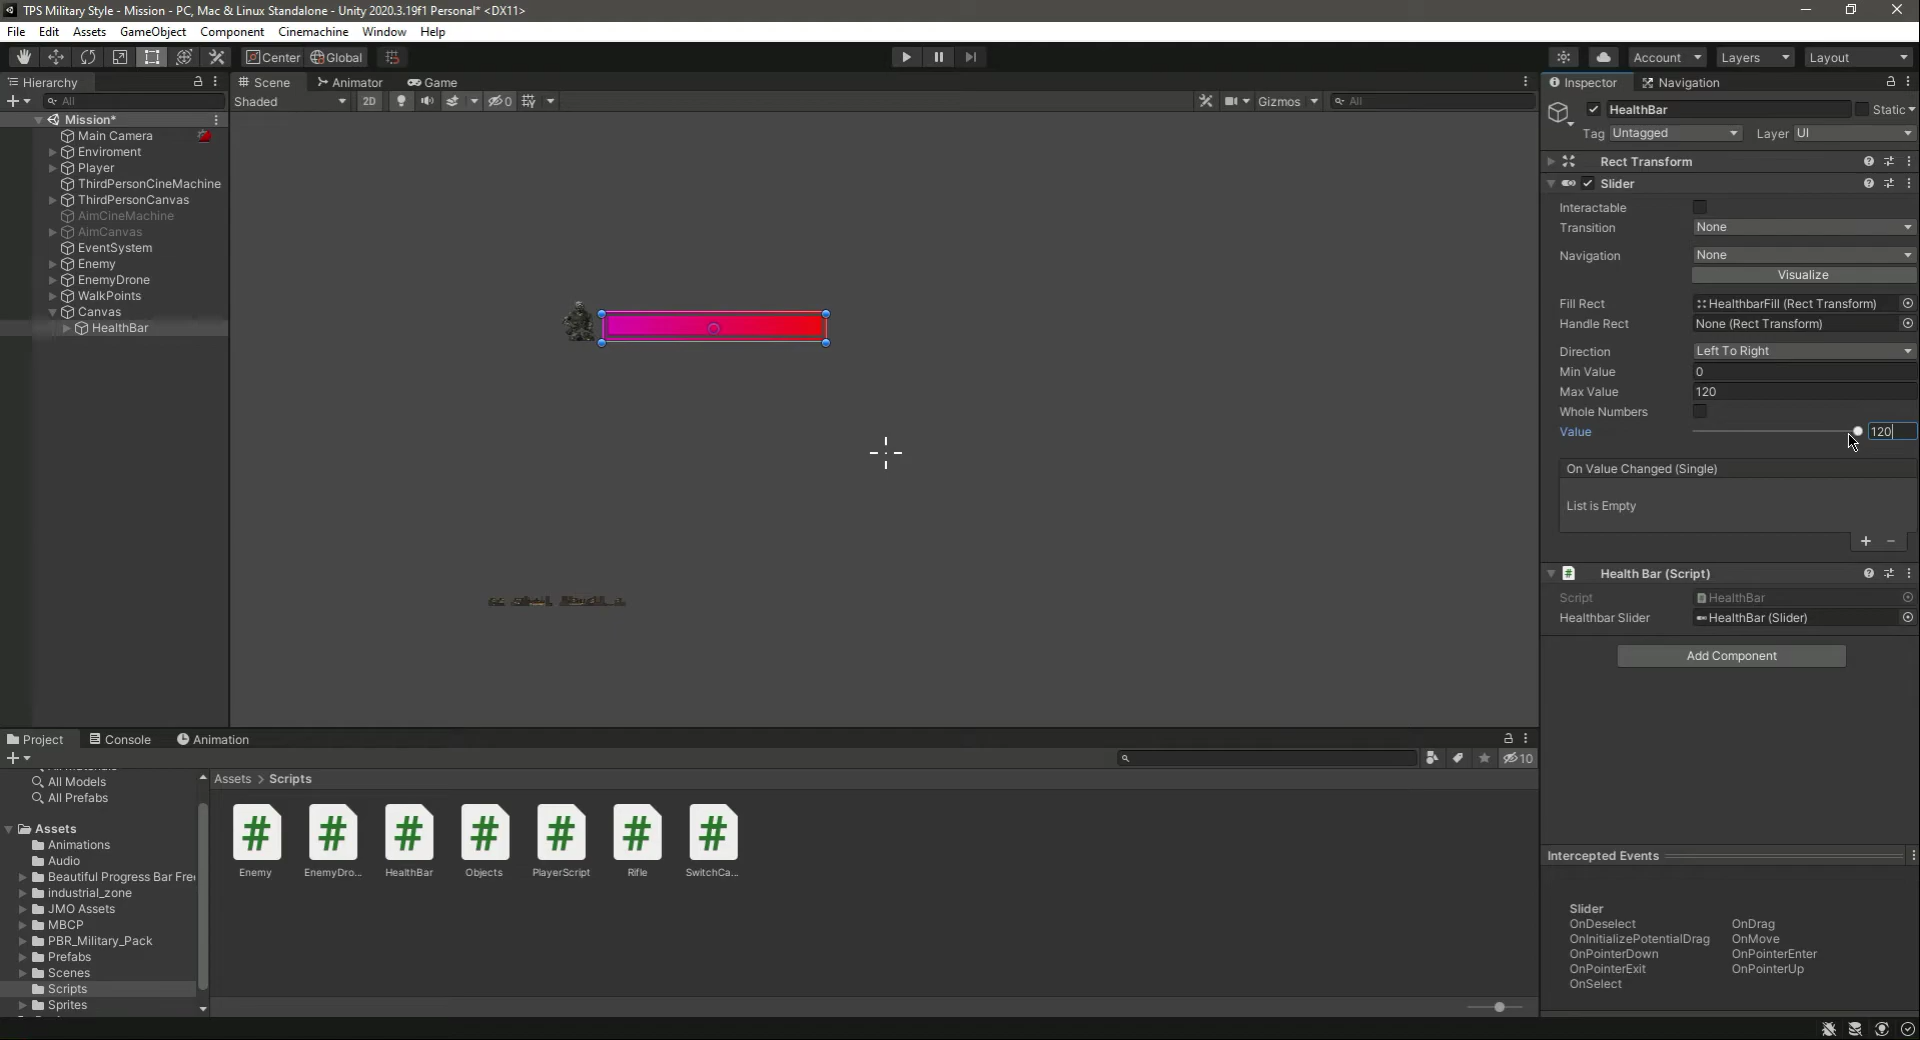 TPS Military Style - Mission - PC, Mac & Linux Standalone - Unity 2020.3.19f1 Personal* <DX11>
File Edit Assets GameObject Component Cinemachine Window Help
Center Global Account Layers Layout
Hierarchy
All
Mission*
Main Camera
Enviroment
Player
ThirdPersonCineMachine
ThirdPersonCanvas
AimCineMachine
AimCanvas
EventSystem
Enemy
EnemyDrone
WalkPoints
Canvas
HealthBar
Scene Animator Game
Shaded 2D 0 Gizmos All
Inspector Navigation
HealthBar Static
Tag Untagged Layer UI
Rect Transform
Slider
Interactable
Transition None
Navigation None
Visualize
Fill Rect HealthbarFill (Rect Transform)
Handle Rect None (Rect Transform)
Direction Left To Right
Min Value 0
Max Value 120
Whole Numbers
Value 120
On Value Changed (Single)
List is Empty
+ −
# Health Bar (Script)
Script HealthBar
Healthbar Slider HealthBar (Slider)
Add Component
Intercepted Events
Slider
OnDeselect OnDrag
OnInitializePotentialDrag OnMove
OnPointerDown OnPointerEnter
OnPointerExit OnPointerUp
OnSelect
Project Console Animation
10
All Models
All Prefabs
Assets
Animations
Audio
Beautiful Progress Bar Fre
industrial_zone
JMO Assets
MBCP
PBR_Military_Pack
Prefabs
Scenes
Scripts
Sprites
Assets > Scripts
# # # # # # #
Enemy EnemyDro... HealthBar Objects PlayerScript Rifle SwitchCa...